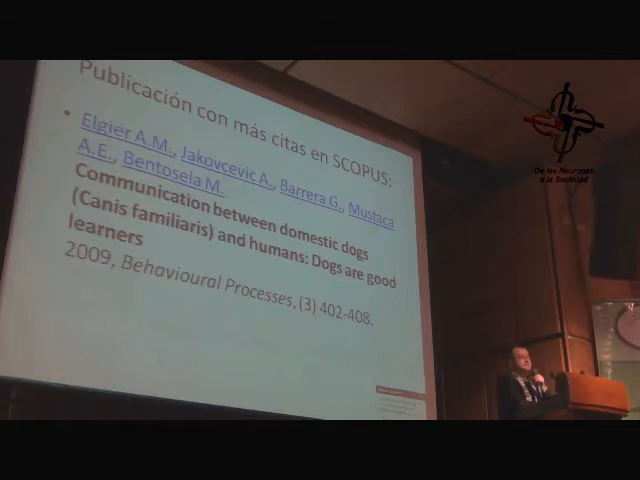 Publicación con más citas en SCOPUS:
• Elgier A.M., Jakovcevic A., Barrera G., Mustaca
A.E., Bentosela M.
Communication between domestic dogs
(Canis familiaris) and humans: Dogs are good
learners
2009, Behavioural Processes, (3) 402-408.
De las Neuronas
a la Sociedad